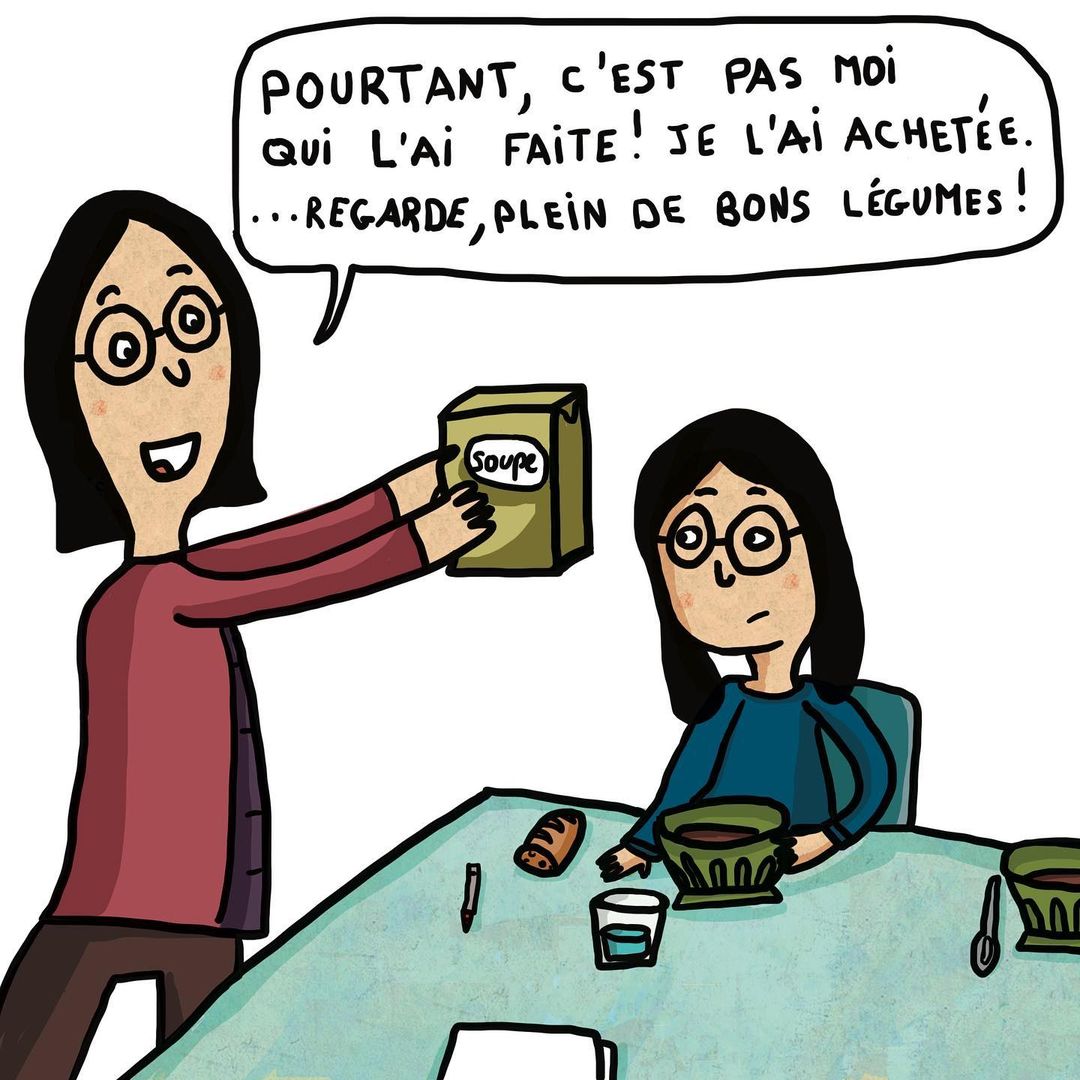 POURTANT, C'EST PAS MOI
QUI L'AI FAITE! JE L'AI ACHETÉE.
...REGARDE, PLEIN DE BONS LÉGUMES!
Soupe